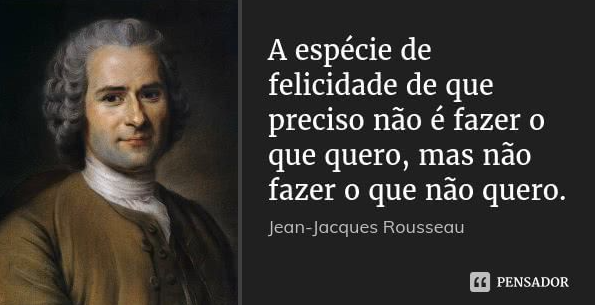 A espécie de
felicidade de que
preciso não é fazer o
que quero, mas não
fazer o que não quero.
Jean-Jacques Rousseau
PENSADOR